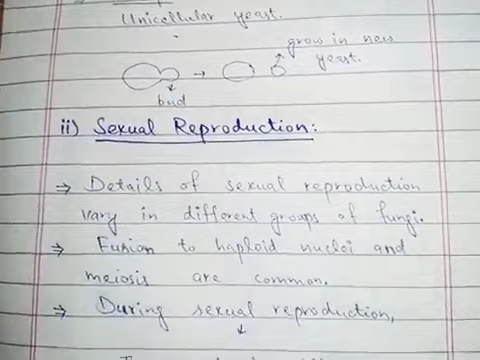 Unicellular yeast.
grow in new
yeast.
bud
ii) Sexual Reproduction:
⇒ Details of sexual reproduction
vary in different groups of fungi.
⇒ Fusion to haploid nuclei and
meiosis are common.
⇒ During sexual reproduction,